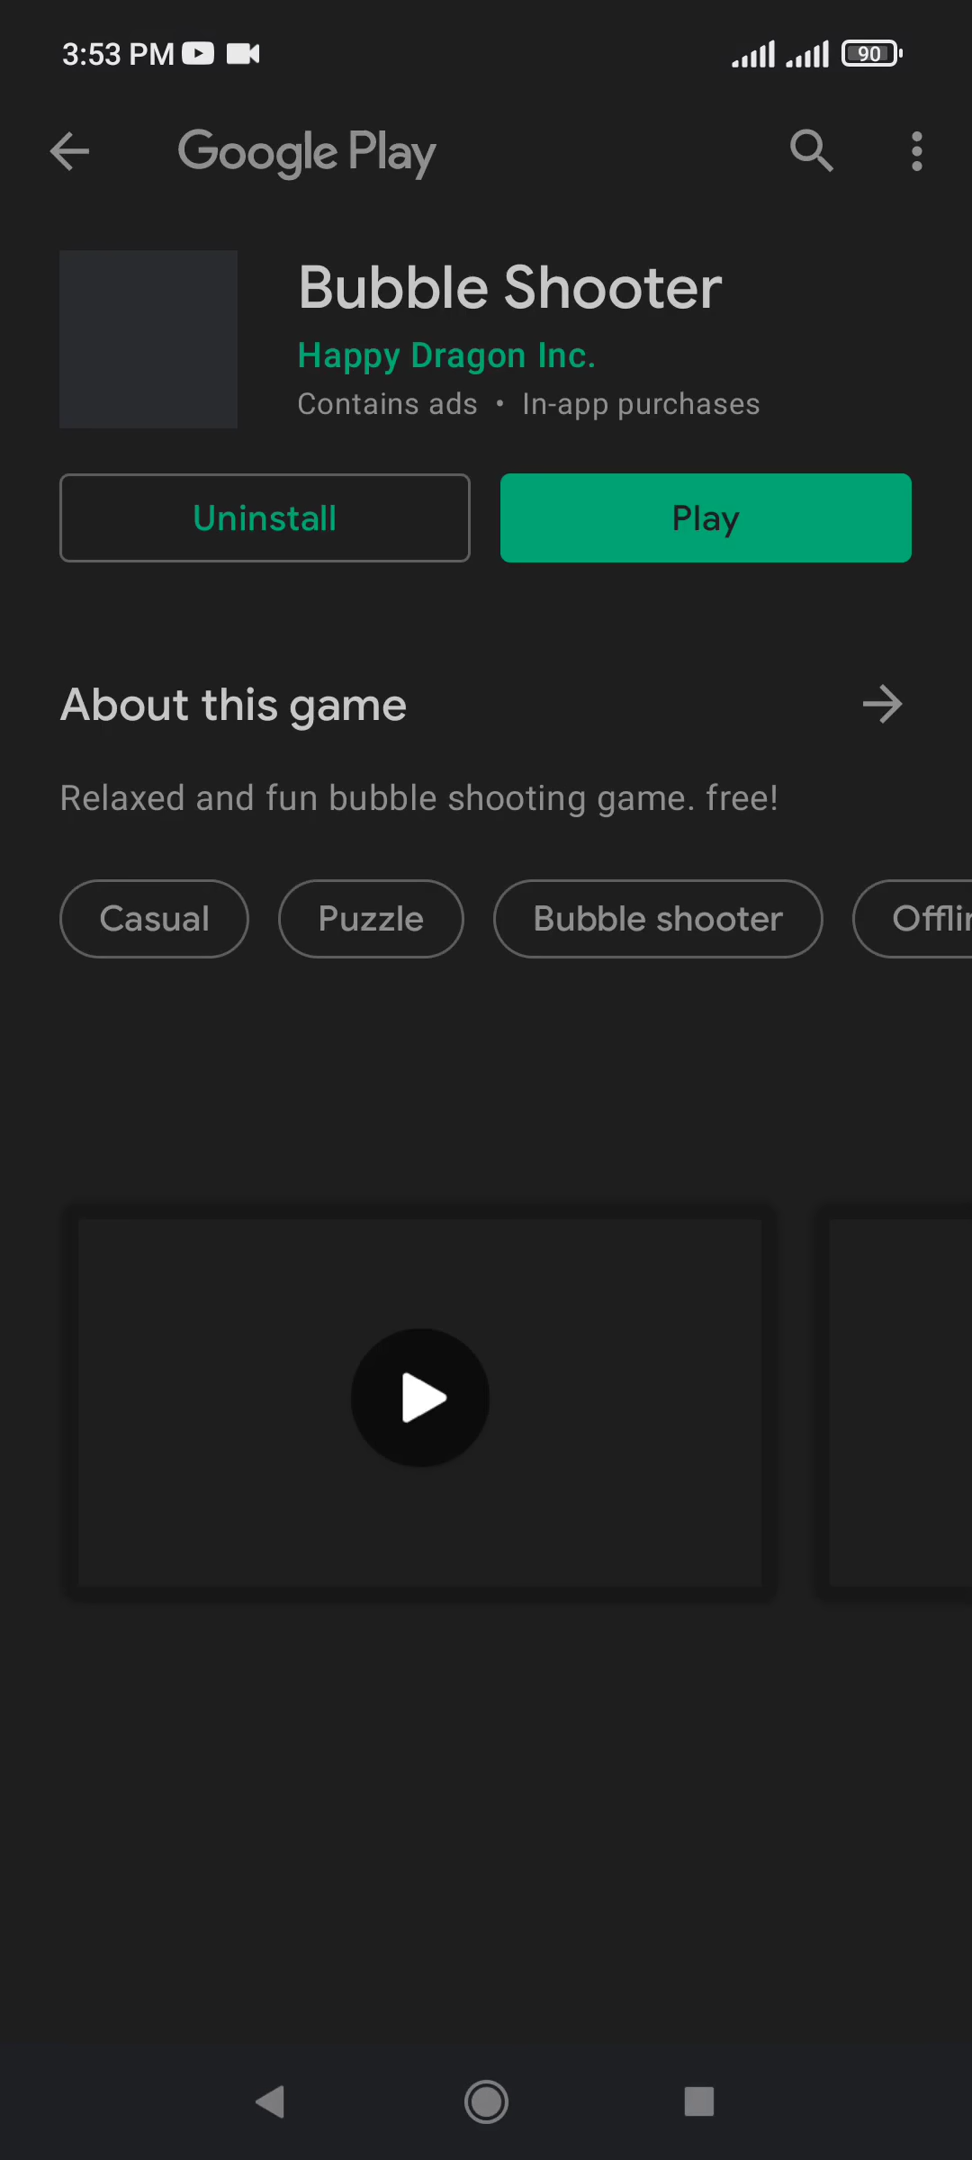 3:53 PM
90
Google Play
Bubble Shooter
Happy Dragon Inc.
Contains ads • In-app purchases
Uninstall
Play
About this game
Relaxed and fun bubble shooting game. free!
Casual
Puzzle
Bubble shooter